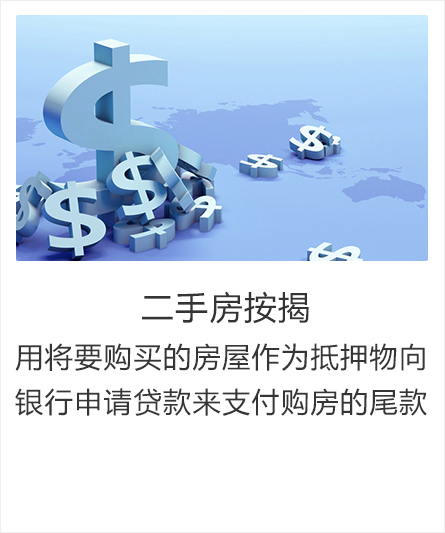 二手房按揭
用将要购买的房屋作为抵押物向
银行申请贷款来支付购房的尾款